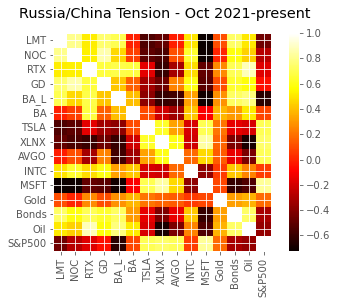 Russia/China Tension - Oct 2021-present
LMT
NOC
RTX
GD
BA_L
BA
TSLA
XLNX
AVGO
INTC
MSFT
Gold
Bonds
Oil
S&P500
LMT
NOC
RTX
GD
BA_L
BA
TSLA
XLNX
AVGO
INTC
MSFT
Gold
Bonds
Oil
S&P500
1.0
0.8
0.6
0.4
0.2
0.0
−0.2
−0.4
−0.6